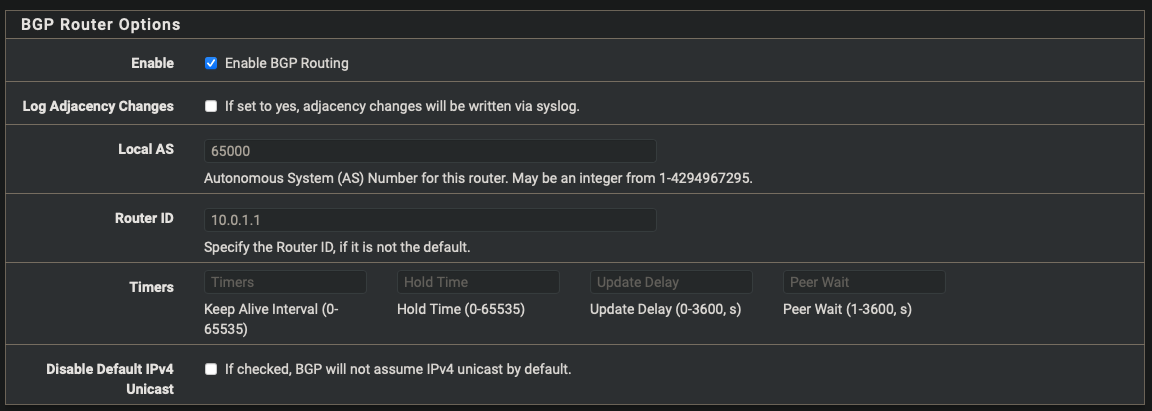 BGP Router Options
Enable
Enable BGP Routing
Log Adjacency Changes
If set to yes, adjacency changes will be written via syslog.
Local AS
65000
Autonomous System (AS) Number for this router. May be an integer from 1-4294967295.
Router ID
10.0.1.1
Specify the Router ID, if it is not the default.
Timers
Timers
Keep Alive Interval (0-
65535)
Hold Time
Hold Time (0-65535)
Update Delay
Update Delay (0-3600, s)
Peer Wait
Peer Wait (1-3600, s)
Disable Default IPv4
Unicast
If checked, BGP will not assume IPv4 unicast by default.